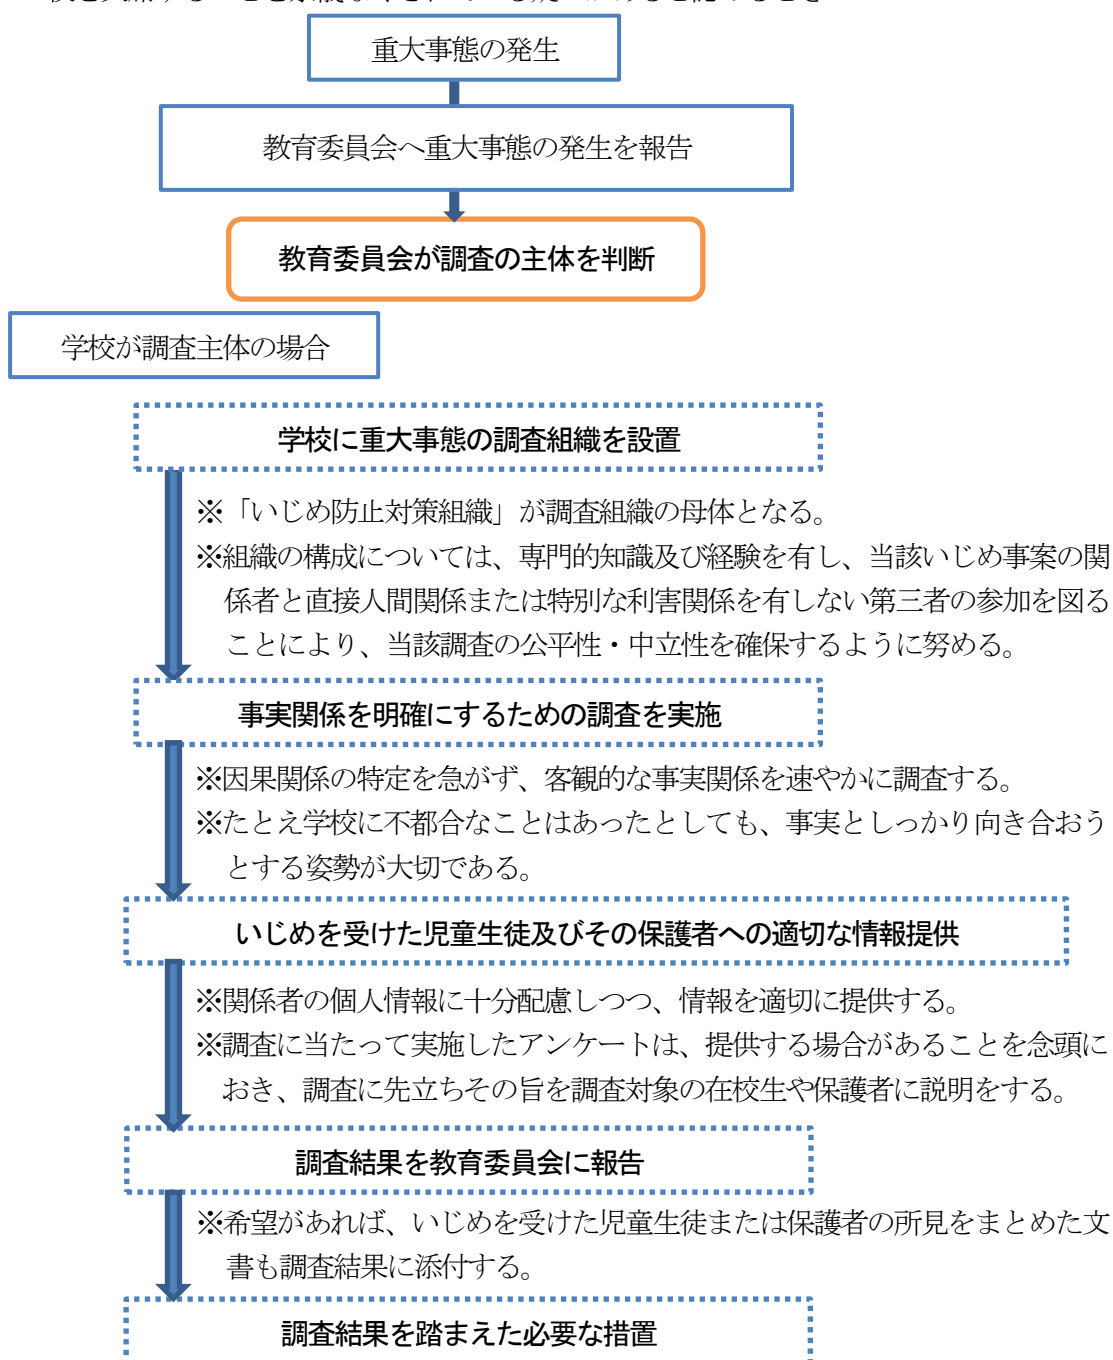 重大事態の発生
教育委員会へ重大事態の発生を報告
教育委員会が調査の主体を判断
学校が調査主体の場合
学校に重大事態の調査組織を設置
※「いじめ防止対策組織」が調査組織の母体となる。
※組織の構成については、専門的知識及び経験を有し、当該いじめ事案の関
係者と直接人間関係または特別な利害関係を有しない第三者の参加を図る
ことにより、当該調査の公平性・中立性を確保するように努める。
事実関係を明確にするための調査を実施
※因果関係の特定を急がず、客観的な事実関係を速やかに調査する。
※たとえ学校に不都合なことはあったとしても、事実としっかり向き合おう
とする姿勢が大切である。
いじめを受けた児童生徒及びその保護者への適切な情報提供
※関係者の個人情報に十分配慮しつつ、情報を適切に提供する。
※調査に当たって実施したアンケートは、提供する場合があることを念頭に
おき、調査に先立ちその旨を調査対象の在校生や保護者に説明をする。
調査結果を教育委員会に報告
※希望があれば、いじめを受けた児童生徒または保護者の所見をまとめた文
書も調査結果に添付する。
調査結果を踏まえた必要な措置